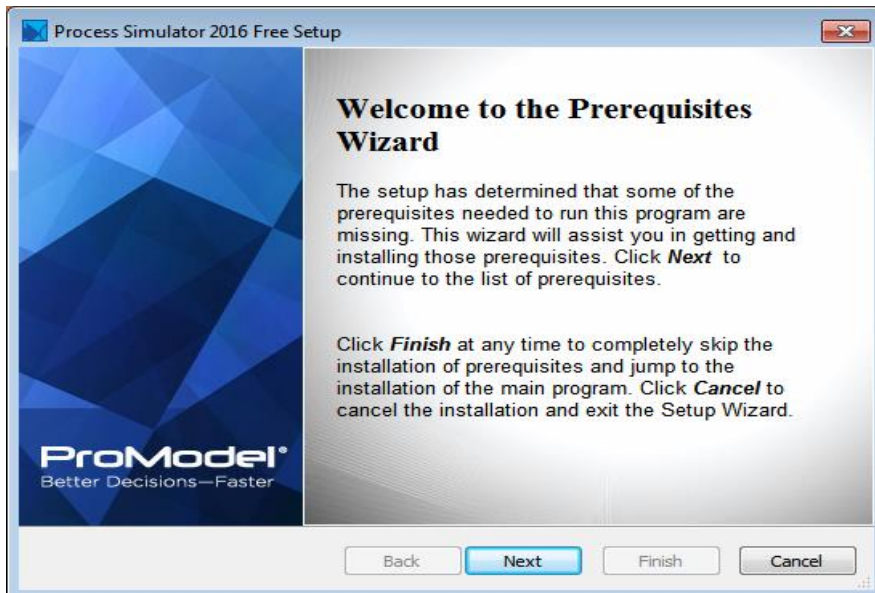 Process Simulator 2016 Free Setup
Welcome to the Prerequisites
Wizard
The setup has determined that some of the
prerequisites needed to run this program are
missing. This wizard will assist you in getting and
installing those prerequisites. Click Next to
continue to the list of prerequisites.
Click Finish at any time to completely skip the
installation of prerequisites and jump to the
installation of the main program. Click Cancel to
cancel the installation and exit the Setup Wizard.
ProModel®
Better Decisions—Faster
Back Next Finish Cancel